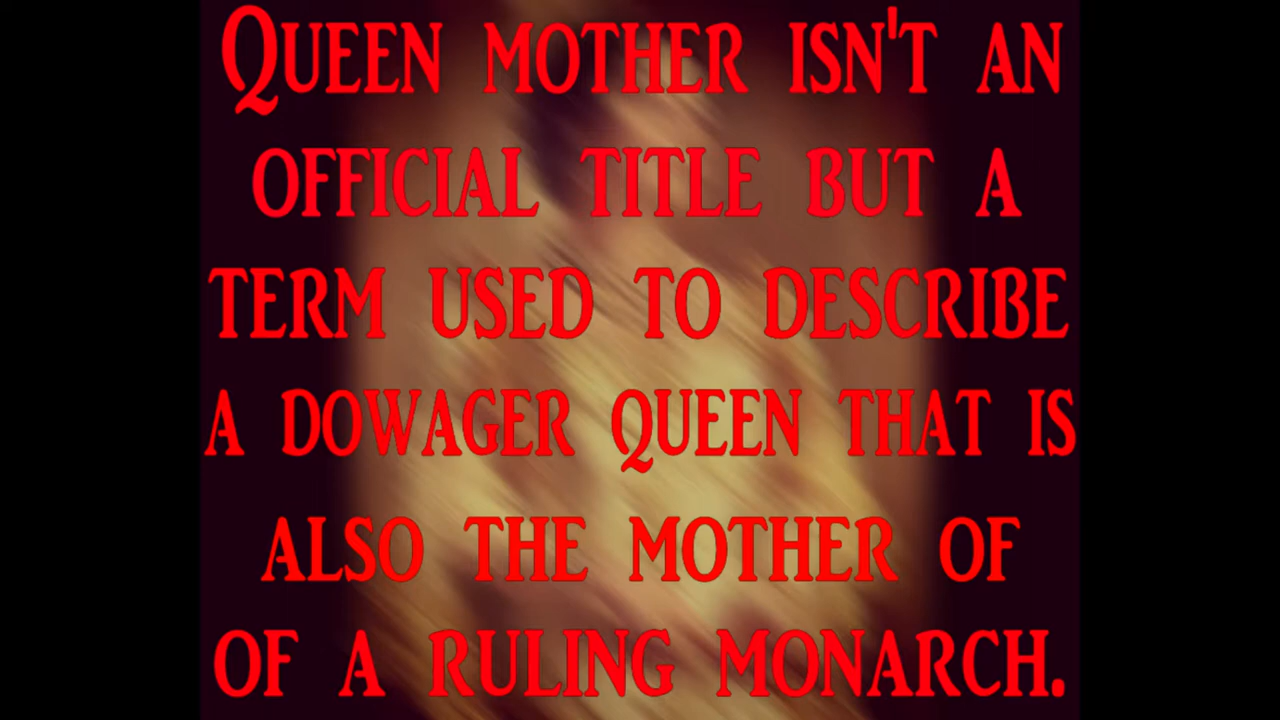 Queen mother isn't an
official title but a
term used to describe
a dowager queen that is
also the mother of
of a ruling monarch.